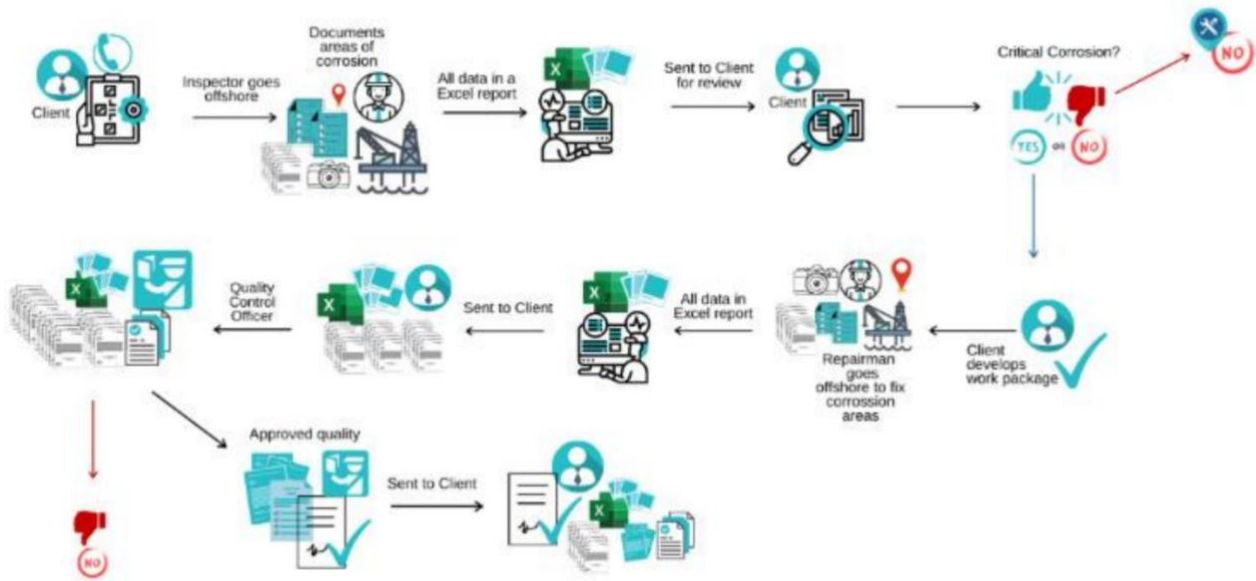 Client
Inspector goes
offshore
Documents
areas of
corrosion
All data in a
Excel report
X
Sent to Client
for review
Client
Critical Corrosion?
YES
or
NO
NO
Client
develops
work package
Repairman
goes
offshore to fix
corrossion
areas
All data in
Excel report
X
Sent to Client
X
Quality
Control
Officer
X
NO
Approved quality
Sent to Client
X